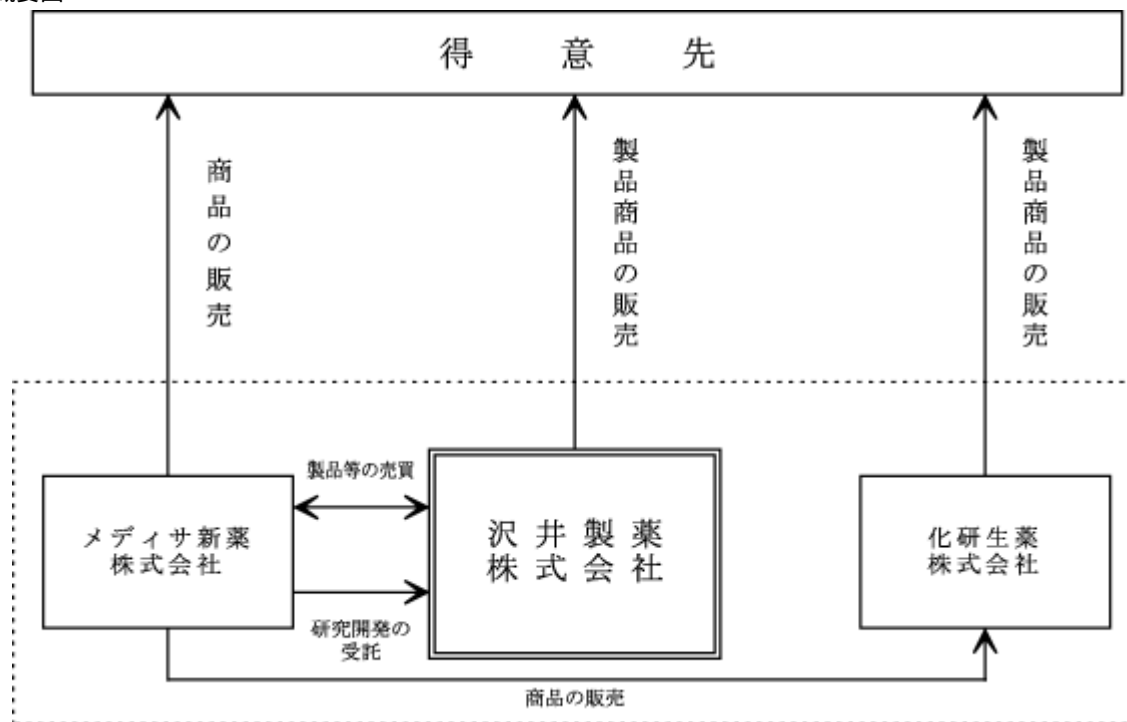 得意先
商品の販売
製品商品の販売
製品商品の販売
製品等の売買
メディサ新薬
株式会社
沢井製薬
株式会社
化研生薬
株式会社
研究開発の
受託
商品の販売